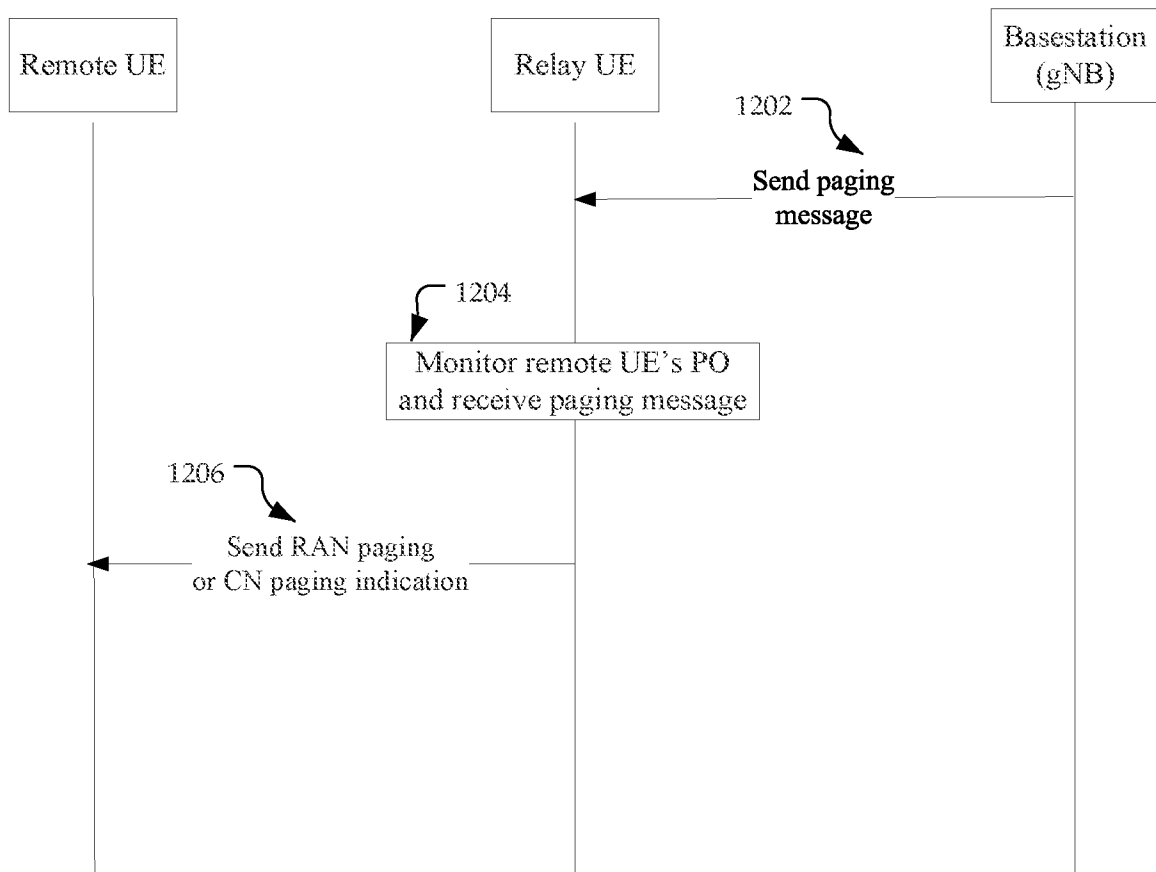 Remote UE
Relay UE
Basestation
(gNB)
1202
Send paging
message
1204
Monitor remote UE's PO
and receive paging message
1206
Send RAN paging
or CN paging indication